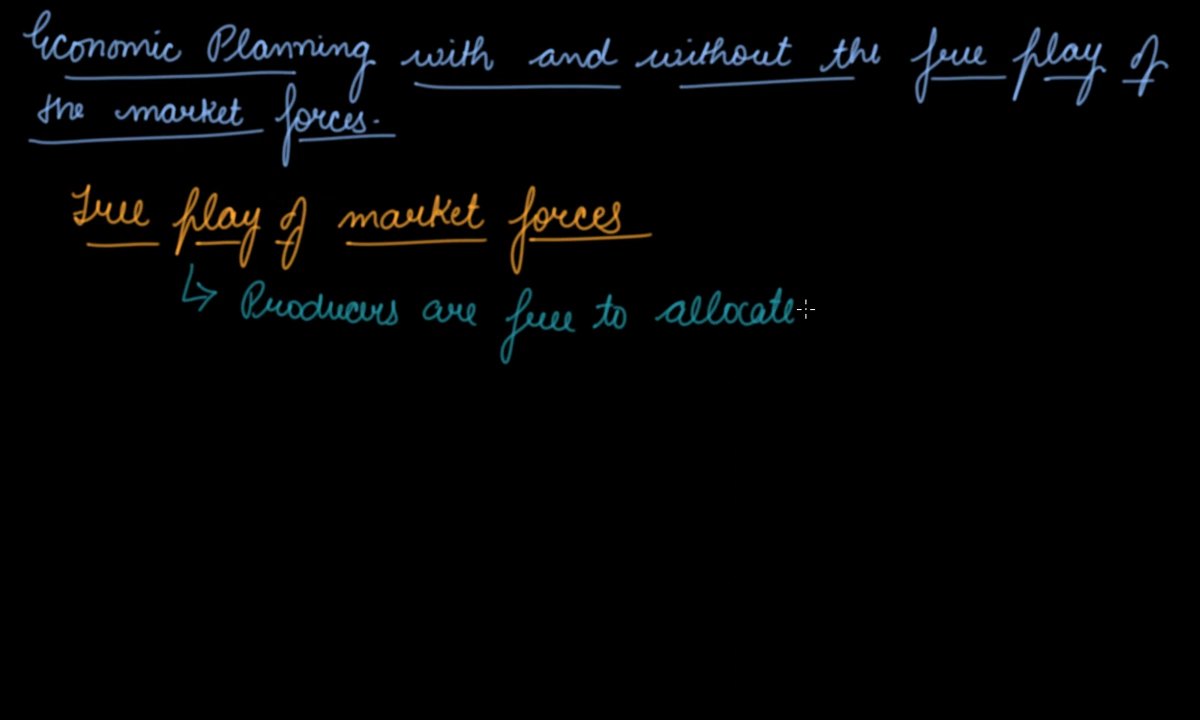 Economic Planning with and without the free play of
the market forces.
Free play of market forces
↳ Producers are free to allocate